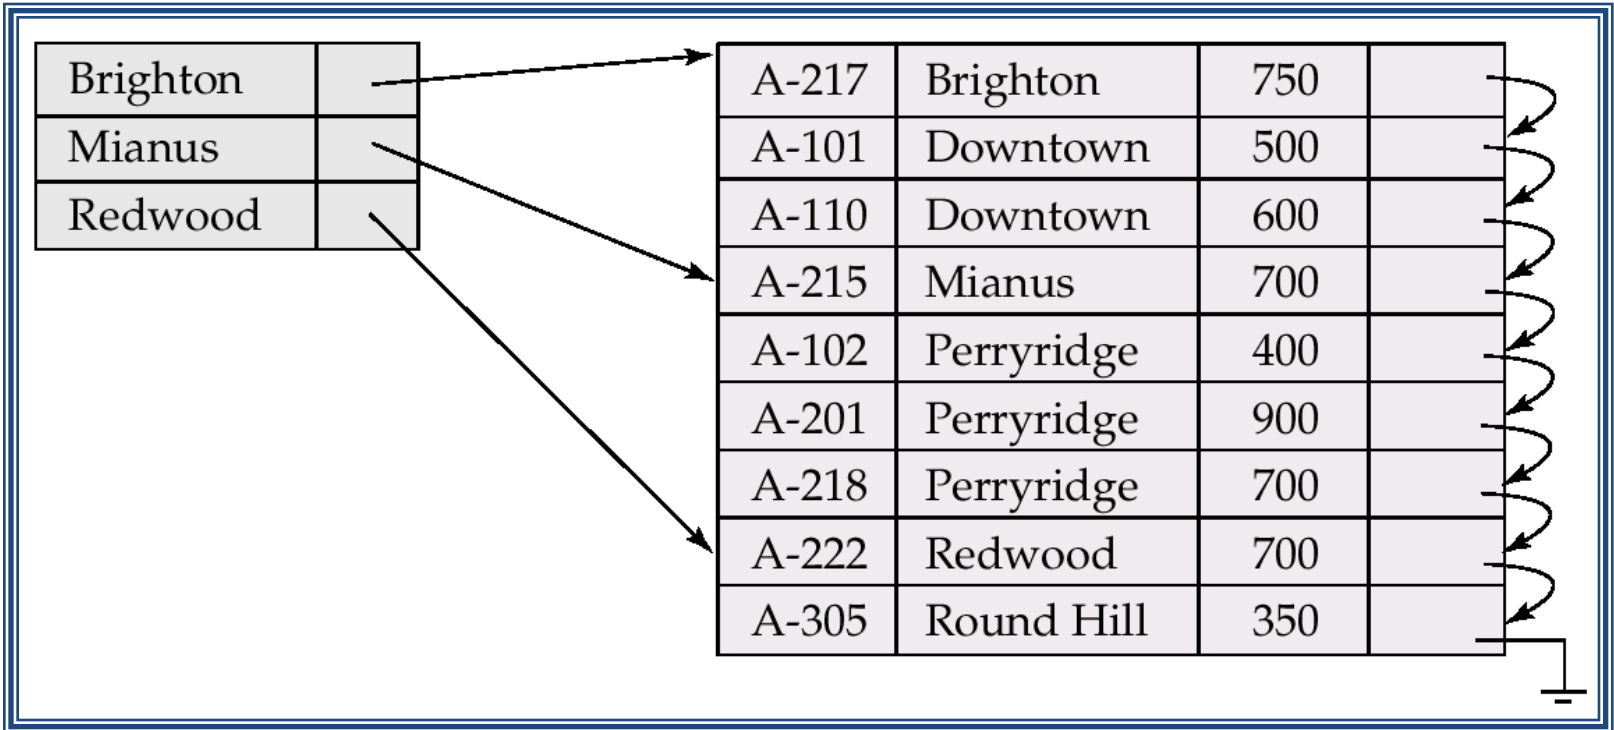 Brighton
Mianus
Redwood
A-217 Brighton 750
A-101 Downtown 500
A-110 Downtown 600
A-215 Mianus 700
A-102 Perryridge 400
A-201 Perryridge 900
A-218 Perryridge 700
A-222 Redwood 700
A-305 Round Hill 350